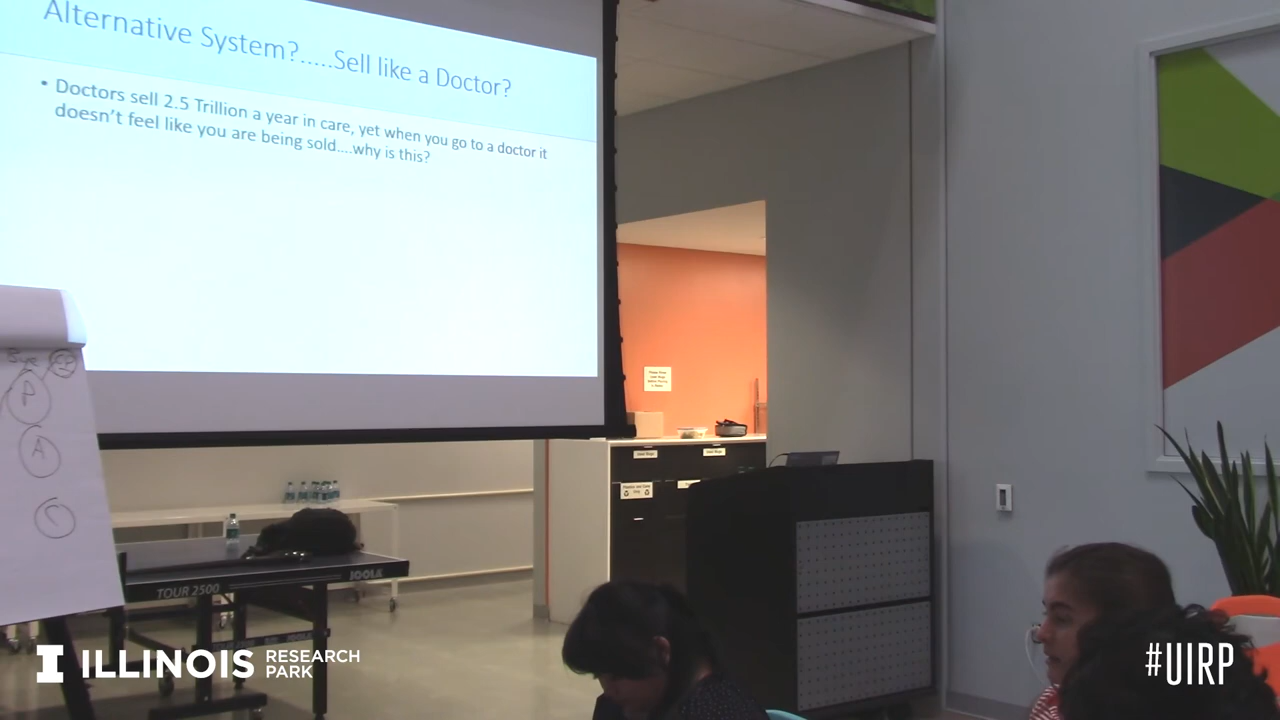 Alternative System?.....Sell like a Doctor?
• Doctors sell 2.5 Trillion a year in care, yet when you go to a doctor it
doesn't feel like you are being sold....why is this?
P
A
C
TOUR 2500
JOOLA
JOOLA
ILLINOIS
RESEARCH
PARK
#UIRP